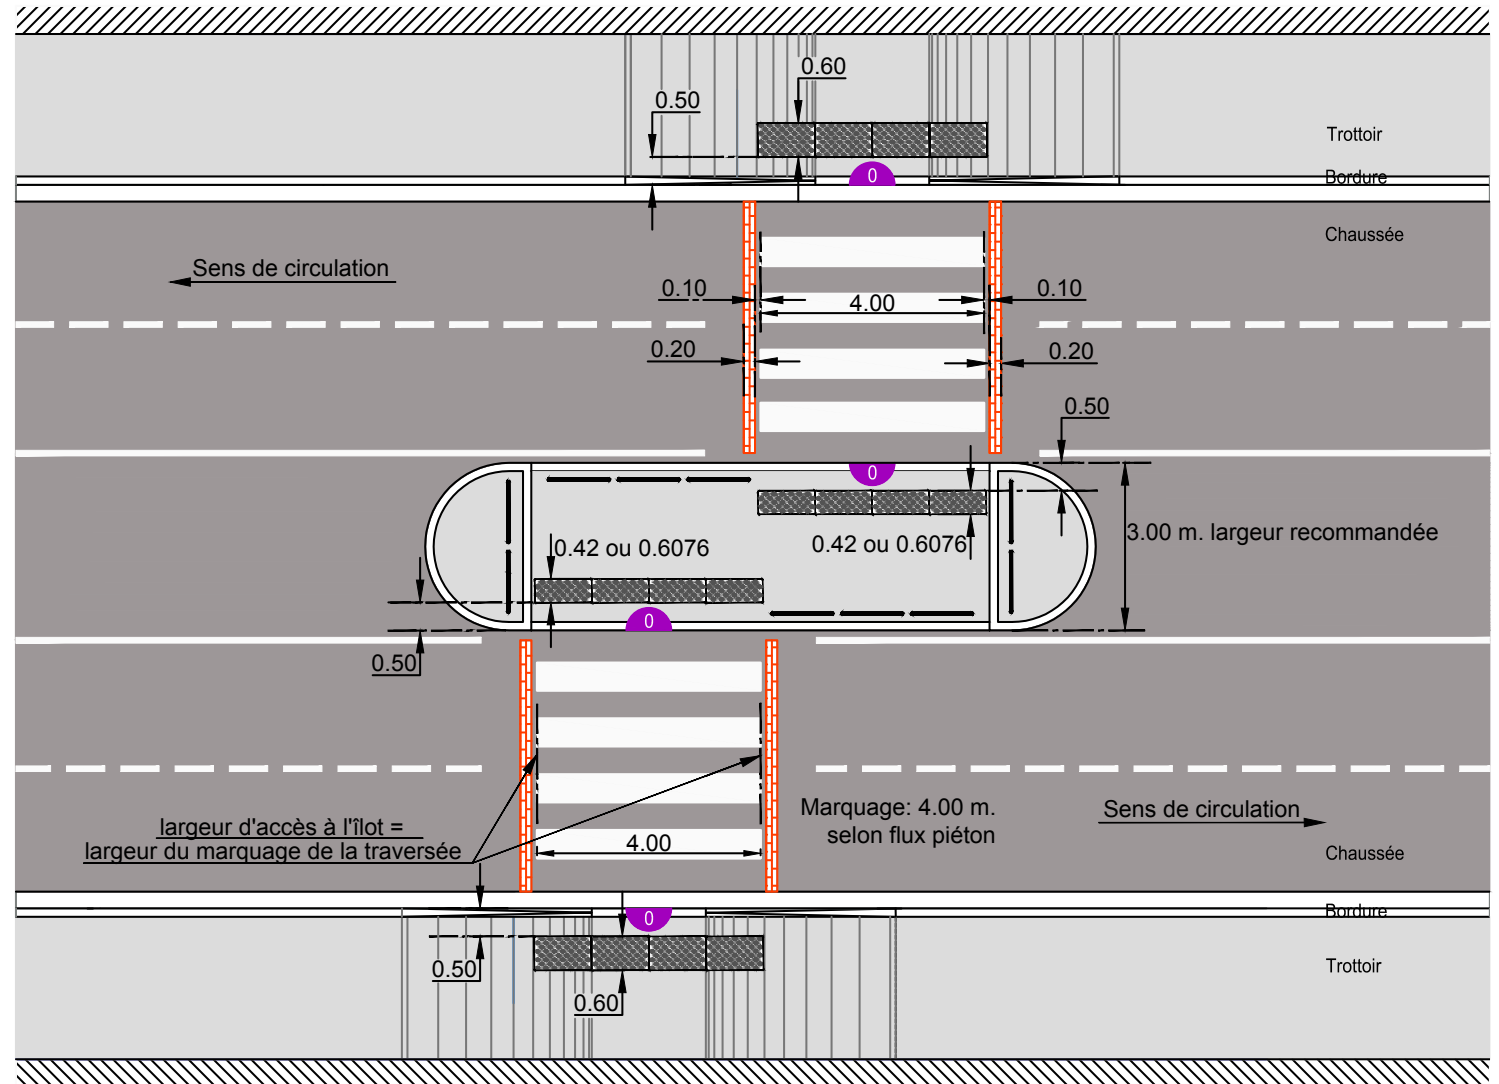 0.60
0.50
Trottoir
0
Bordure
Chaussée
Sens de circulation
0.10
4.00
0.10
0.20
0.20
0.50
0
3.00 m. largeur recommandée
0.42 ou 0.6076
0.42 ou 0.6076
0
0.50
Marquage: 4.00 m.
selon flux piéton
Sens de circulation
largeur d'accès à l'îlot =
largeur du marquage de la traversée
4.00
Chaussée
0
Bordure
0.50
Trottoir
0.60